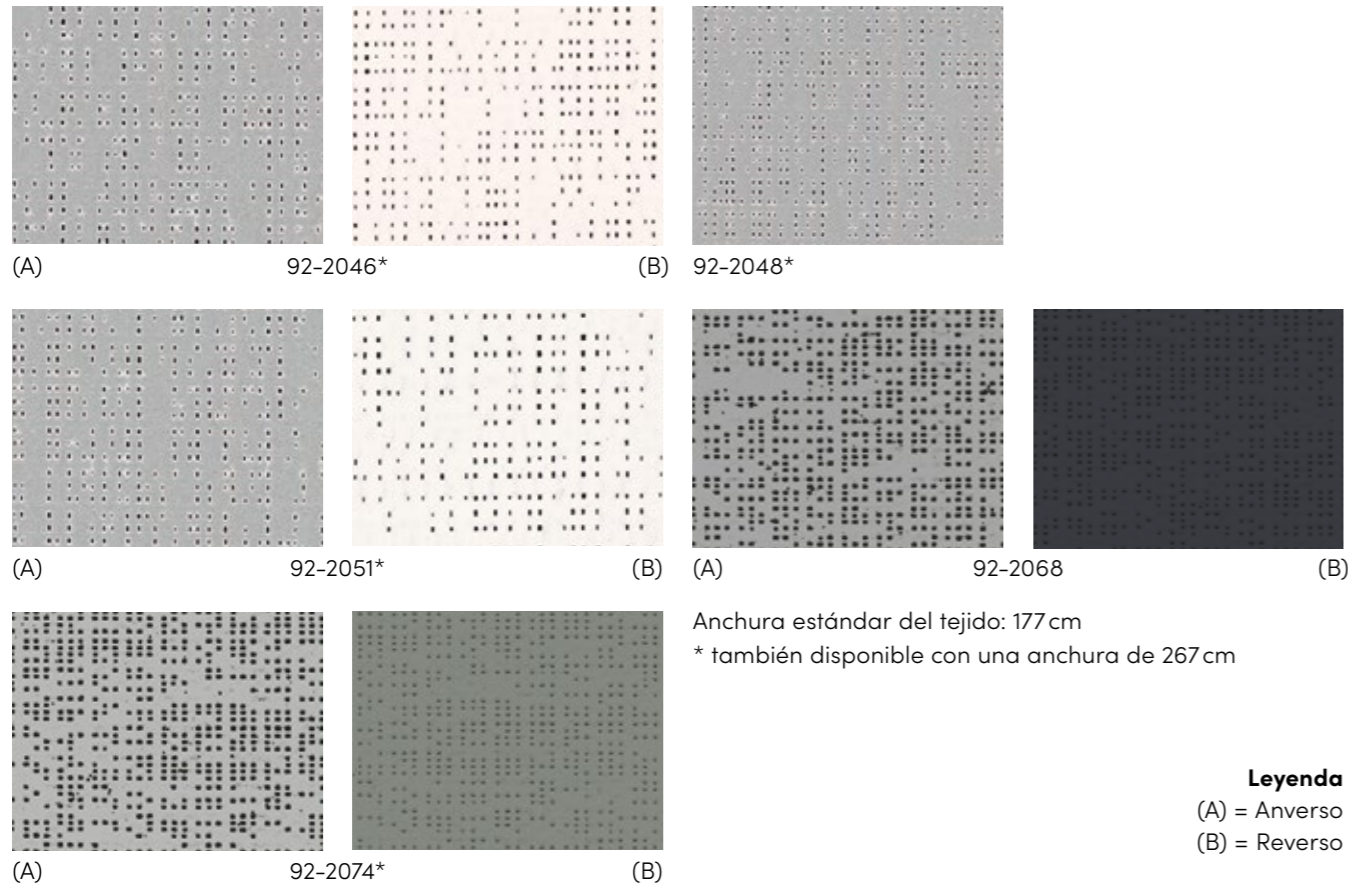 (A) 92-2046* (B) 92-2048*
(A) 92-2051* (B) (A) 92-2068 (B)
Anchura estándar del tejido: 177 cm
* también disponible con una anchura de 267 cm
Leyenda
(A) = Anverso
(B) = Reverso
(A) 92-2074* (B)